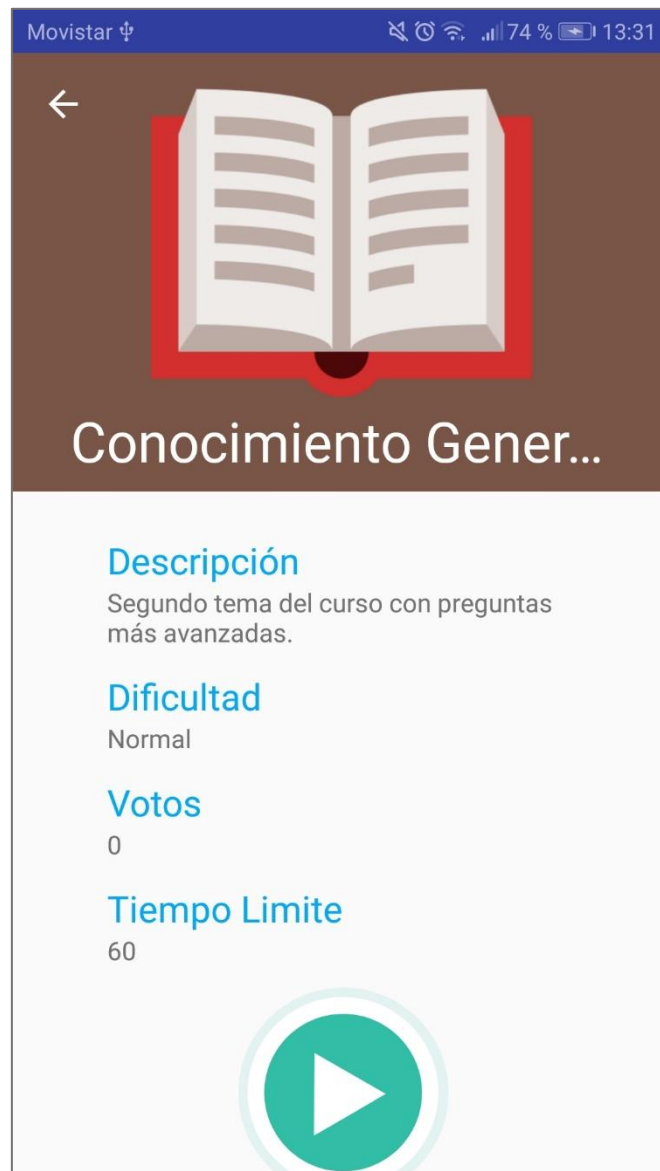 Movistar 74 % 13:31
Conocimiento Gener...
Descripción
Segundo tema del curso con preguntas
más avanzadas.
Dificultad
Normal
Votos
0
Tiempo Limite
60